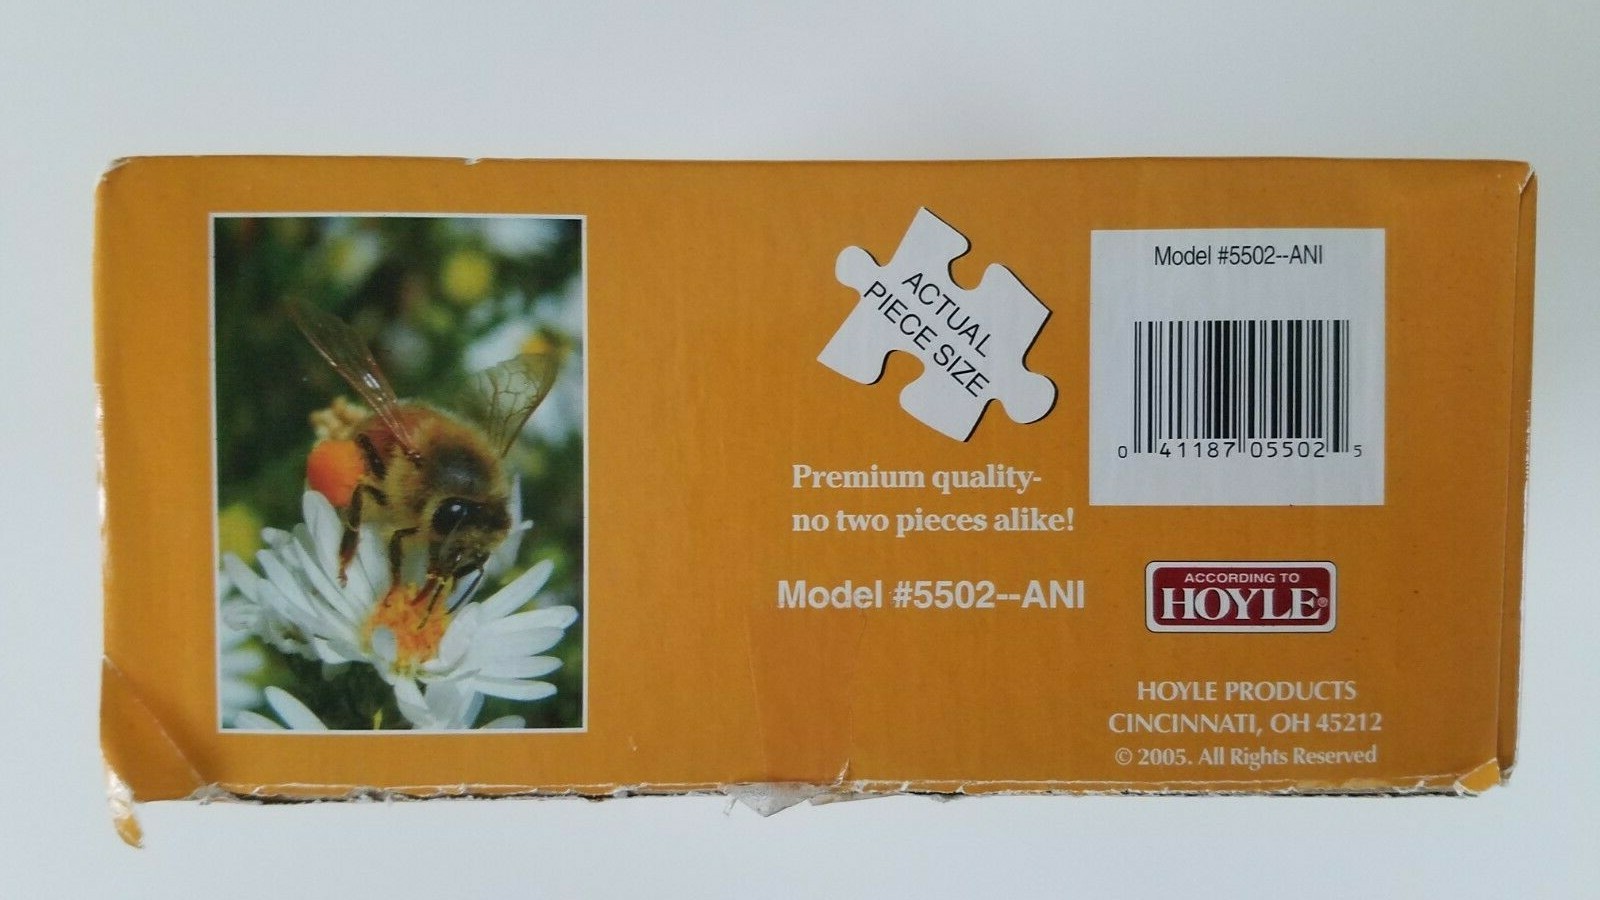 ACTUAL
PIECE SIZE
Premium quality-
no two pieces alike!
Model #5502--ANI
Model #5502--ANI
0 41187 05502 5
ACCORDING TO
HOYLE®
HOYLE PRODUCTS
CINCINNATI, OH 45212
© 2005. All Rights Reserved